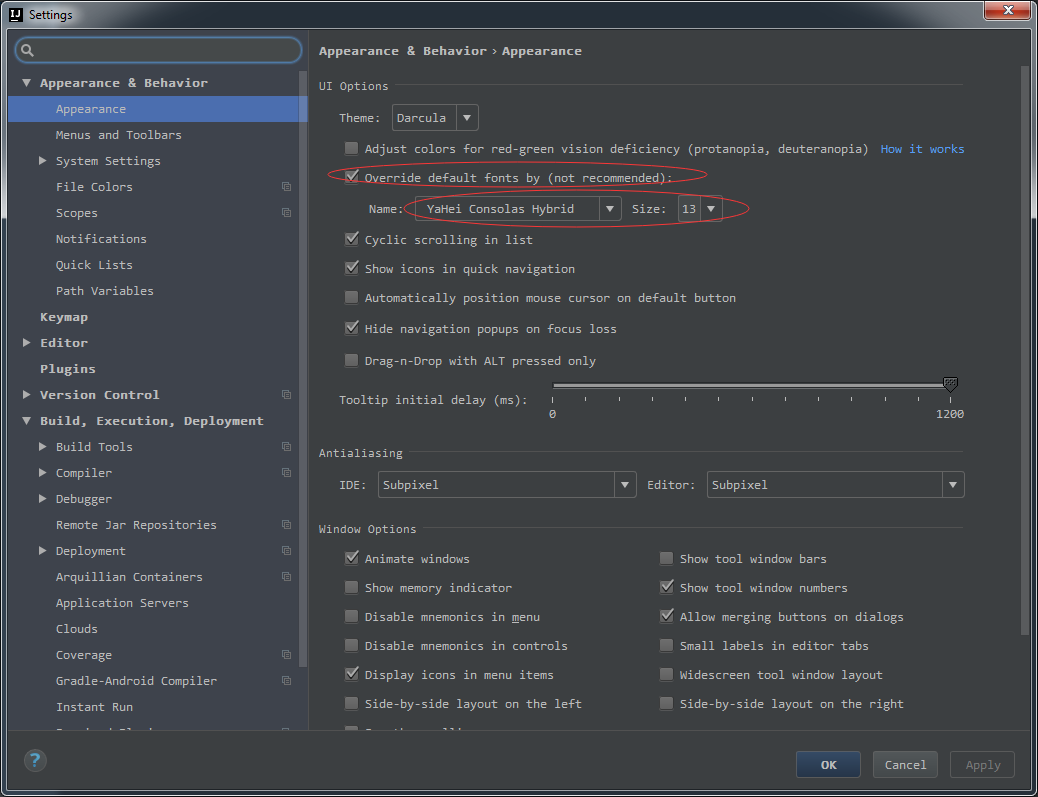 IJ Settings
Appearance & Behavior
Appearance
Menus and Toolbars
System Settings
File Colors
Scopes
Notifications
Quick Lists
Path Variables
Keymap
Editor
Plugins
Version Control
Build, Execution, Deployment
Build Tools
Compiler
Debugger
Remote Jar Repositories
Deployment
Arquillian Containers
Application Servers
Clouds
Coverage
Gradle-Android Compiler
Instant Run
Appearance & Behavior › Appearance
UI Options
Theme: Darcula
Adjust colors for red-green vision deficiency (protanopia, deuteranopia) How it works
Override default fonts by (not recommended):
Name: YaHei Consolas Hybrid Size: 13
Cyclic scrolling in list
Show icons in quick navigation
Automatically position mouse cursor on default button
Hide navigation popups on focus loss
Drag-n-Drop with ALT pressed only
Tooltip initial delay (ms):
0 1200
Antialiasing
IDE: Subpixel Editor: Subpixel
Window Options
Animate windows Show tool window bars
Show memory indicator Show tool window numbers
Disable mnemonics in menu Allow merging buttons on dialogs
Disable mnemonics in controls Small labels in editor tabs
Display icons in menu items Widescreen tool window layout
Side-by-side layout on the left Side-by-side layout on the right
? OK Cancel Apply